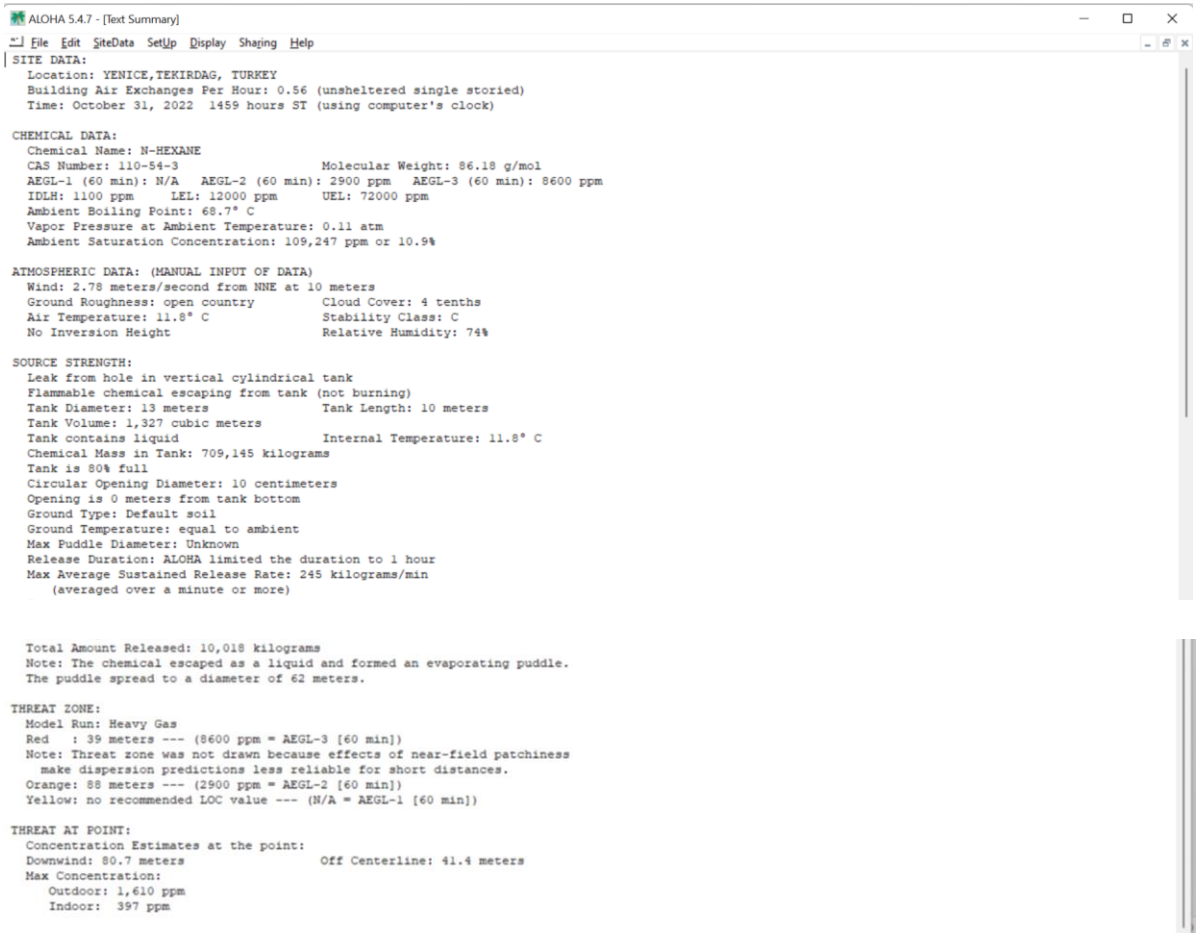 ALOHA 5.4.7 - [Text Summary]
File Edit SiteData SetUp Display Sharing Help
SITE DATA:
Location: YENICE,TEKIRDAG, TURKEY
Building Air Exchanges Per Hour: 0.56 (unsheltered single storied)
Time: October 31, 2022 1459 hours ST (using computer's clock)
CHEMICAL DATA:
Chemical Name: N-HEXANE
CAS Number: 110-54-3 Molecular Weight: 86.18 g/mol
AEGL-1 (60 min): N/A AEGL-2 (60 min): 2900 ppm AEGL-3 (60 min): 8600 ppm
IDLH: 1100 ppm LEL: 12000 ppm UEL: 72000 ppm
Ambient Boiling Point: 68.7° C
Vapor Pressure at Ambient Temperature: 0.11 atm
Ambient Saturation Concentration: 109,247 ppm or 10.9%
ATMOSPHERIC DATA: (MANUAL INPUT OF DATA)
Wind: 2.78 meters/second from NNE at 10 meters
Ground Roughness: open country Cloud Cover: 4 tenths
Air Temperature: 11.8° C Stability Class: C
No Inversion Height Relative Humidity: 74%
SOURCE STRENGTH:
Leak from hole in vertical cylindrical tank
Flammable chemical escaping from tank (not burning)
Tank Diameter: 13 meters Tank Length: 10 meters
Tank Volume: 1,327 cubic meters
Tank contains liquid Internal Temperature: 11.8° C
Chemical Mass in Tank: 709,145 kilograms
Tank is 80% full
Circular Opening Diameter: 10 centimeters
Opening is 0 meters from tank bottom
Ground Type: Default soil
Ground Temperature: equal to ambient
Max Puddle Diameter: Unknown
Release Duration: ALOHA limited the duration to 1 hour
Max Average Sustained Release Rate: 245 kilograms/min
(averaged over a minute or more)
Total Amount Released: 10,018 kilograms
Note: The chemical escaped as a liquid and formed an evaporating puddle.
The puddle spread to a diameter of 62 meters.
THREAT ZONE:
Model Run: Heavy Gas
Red : 39 meters --- (8600 ppm = AEGL-3 [60 min])
Note: Threat zone was not drawn because effects of near-field patchiness
make dispersion predictions less reliable for short distances.
Orange: 88 meters --- (2900 ppm = AEGL-2 [60 min])
Yellow: no recommended LOC value --- (N/A = AEGL-1 [60 min])
THREAT AT POINT:
Concentration Estimates at the point:
Downwind: 80.7 meters Off Centerline: 41.4 meters
Max Concentration:
Outdoor: 1,610 ppm
Indoor: 397 ppm